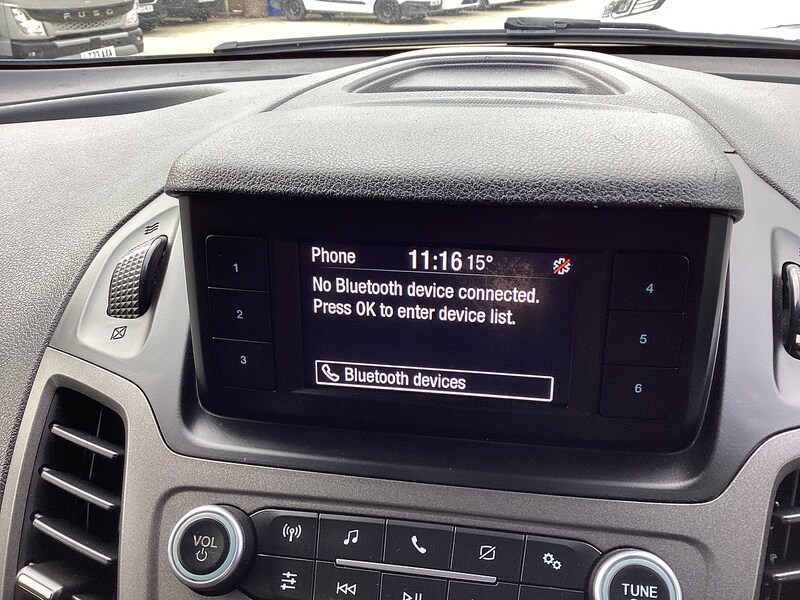 FUSO
Phone 11:16 15°
No Bluetooth device connected.
Press OK to enter device list.
Bluetooth devices
1
2
3
4
5
6
VOL
TUNE